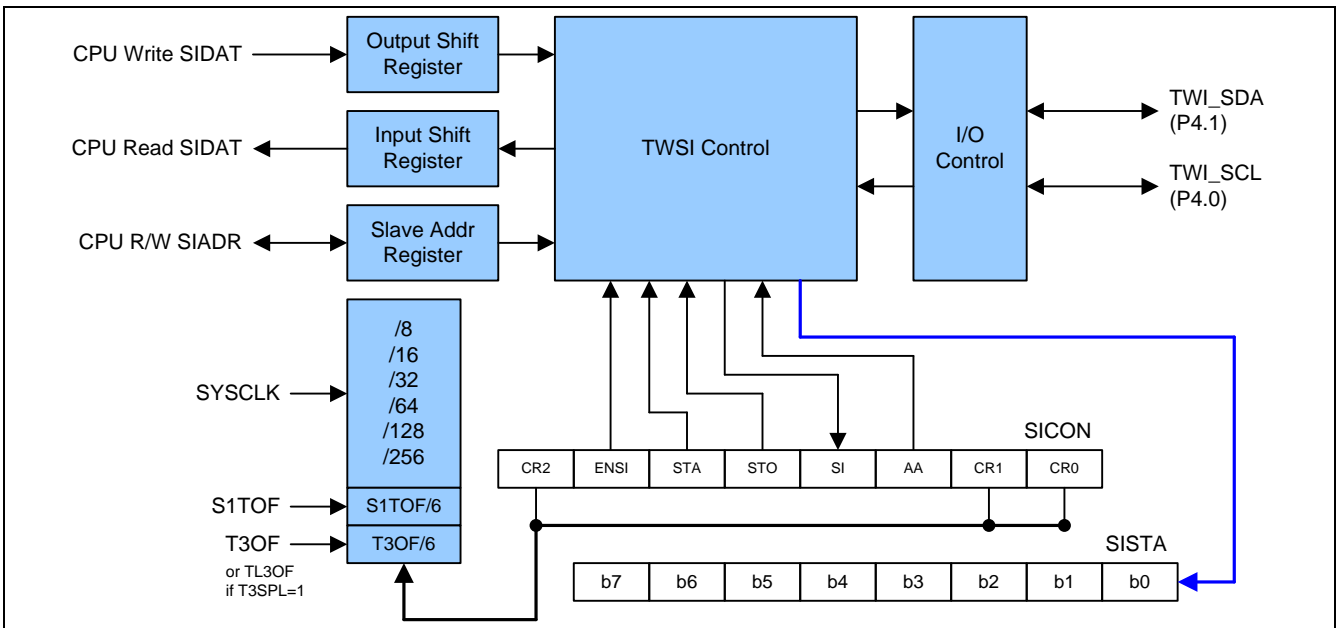 CPU Write SIDAT
Output Shift
Register
CPU Read SIDAT
Input Shift
Register
CPU R/W SIADR
Slave Addr
Register
TWSI Control
I/O
Control
TWI_SDA
(P4.1)
TWI_SCL
(P4.0)
SYSCLK
/8
/16
/32
/64
/128
/256
S1TOF
S1TOF/6
T3OF
or TL3OF
if T3SPL=1
T3OF/6
SICON
CR2 ENSI STA STO SI AA CR1 CR0
SISTA
b7 b6 b5 b4 b3 b2 b1 b0